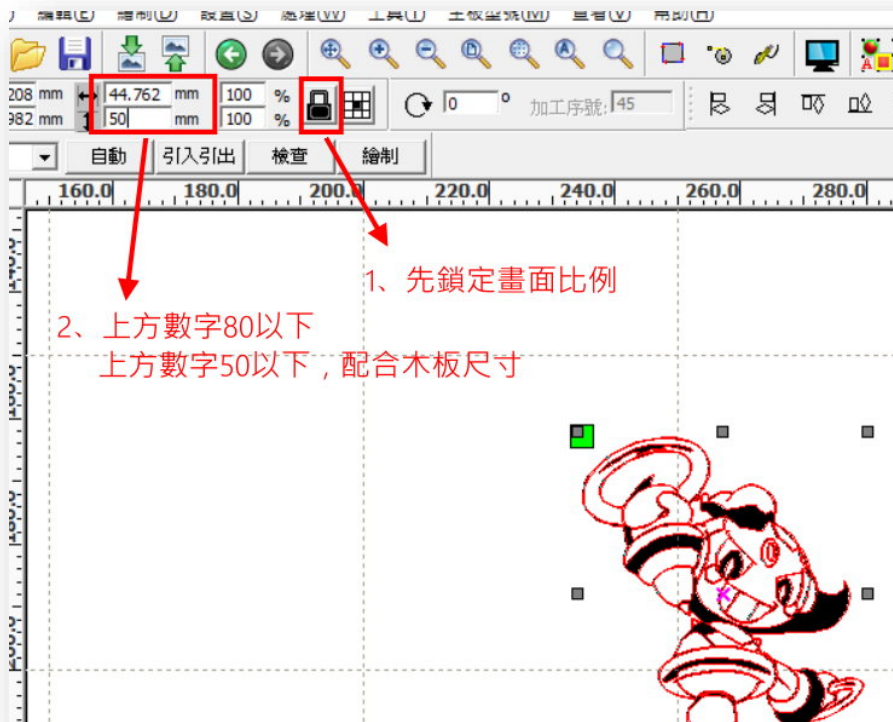 編輯(E) 繪制(D) 設置(S) 處理(W) 工具(T) 主板型號(M) 查看(V) 幫助(H)
208 mm 44.762 mm 100 % 0 ° 加工序號: 45
982 mm 50 mm 100 %
自動 引入引出 檢查 繪制
160.0 180.0 200.0 220.0 240.0 260.0 280.0
1、先鎖定畫面比例
2、上方數字80以下
上方數字50以下，配合木板尺寸